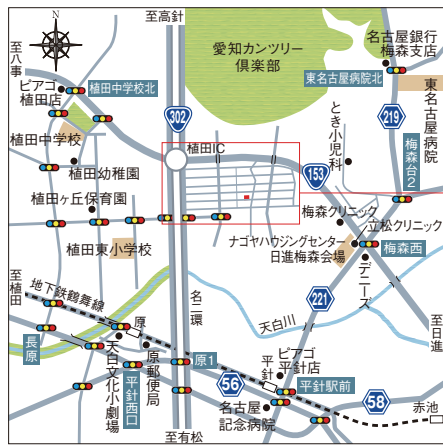 至高針
至八事
N
愛知カンツリー
倶楽部
名古屋銀行
梅森支店
東名古屋病院北
東名古屋病院
ピアゴ
植田店
植田中学校北
302
219
植田中学校
植田IC
とき小児科
梅森台2
植田幼稚園
153
植田ヶ丘保育園
梅森クリニック
立松クリニック
植田東小学校
ナゴヤハウジングセンター
日進梅森会場
梅森西
デニーズ
至植田
地下鉄鶴舞線
名二環
221
天白川
至日進
長原
原
天白文化小劇場
平針西口
原郵便局
原1
56
平針
ピアゴ
平針店
平針駅前
58
名古屋
記念病院
赤池
至有松